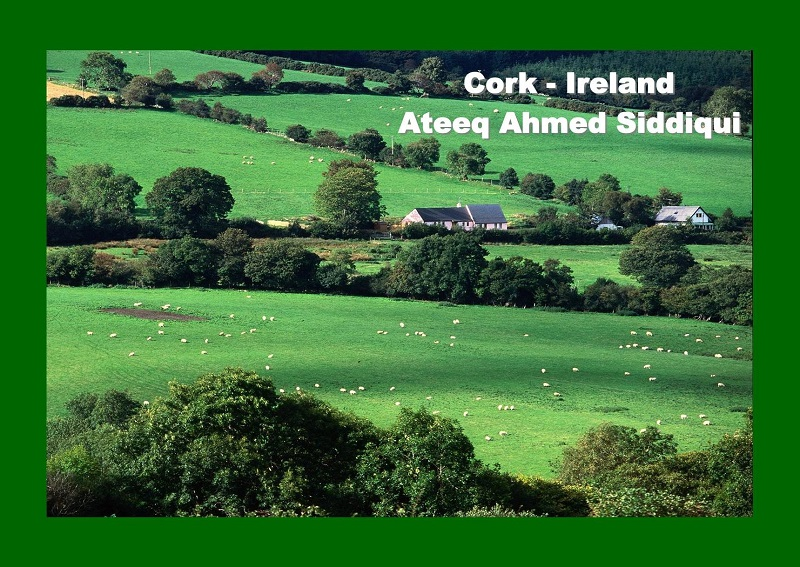 Cork - Ireland
Ateeq Ahmed Siddiqui